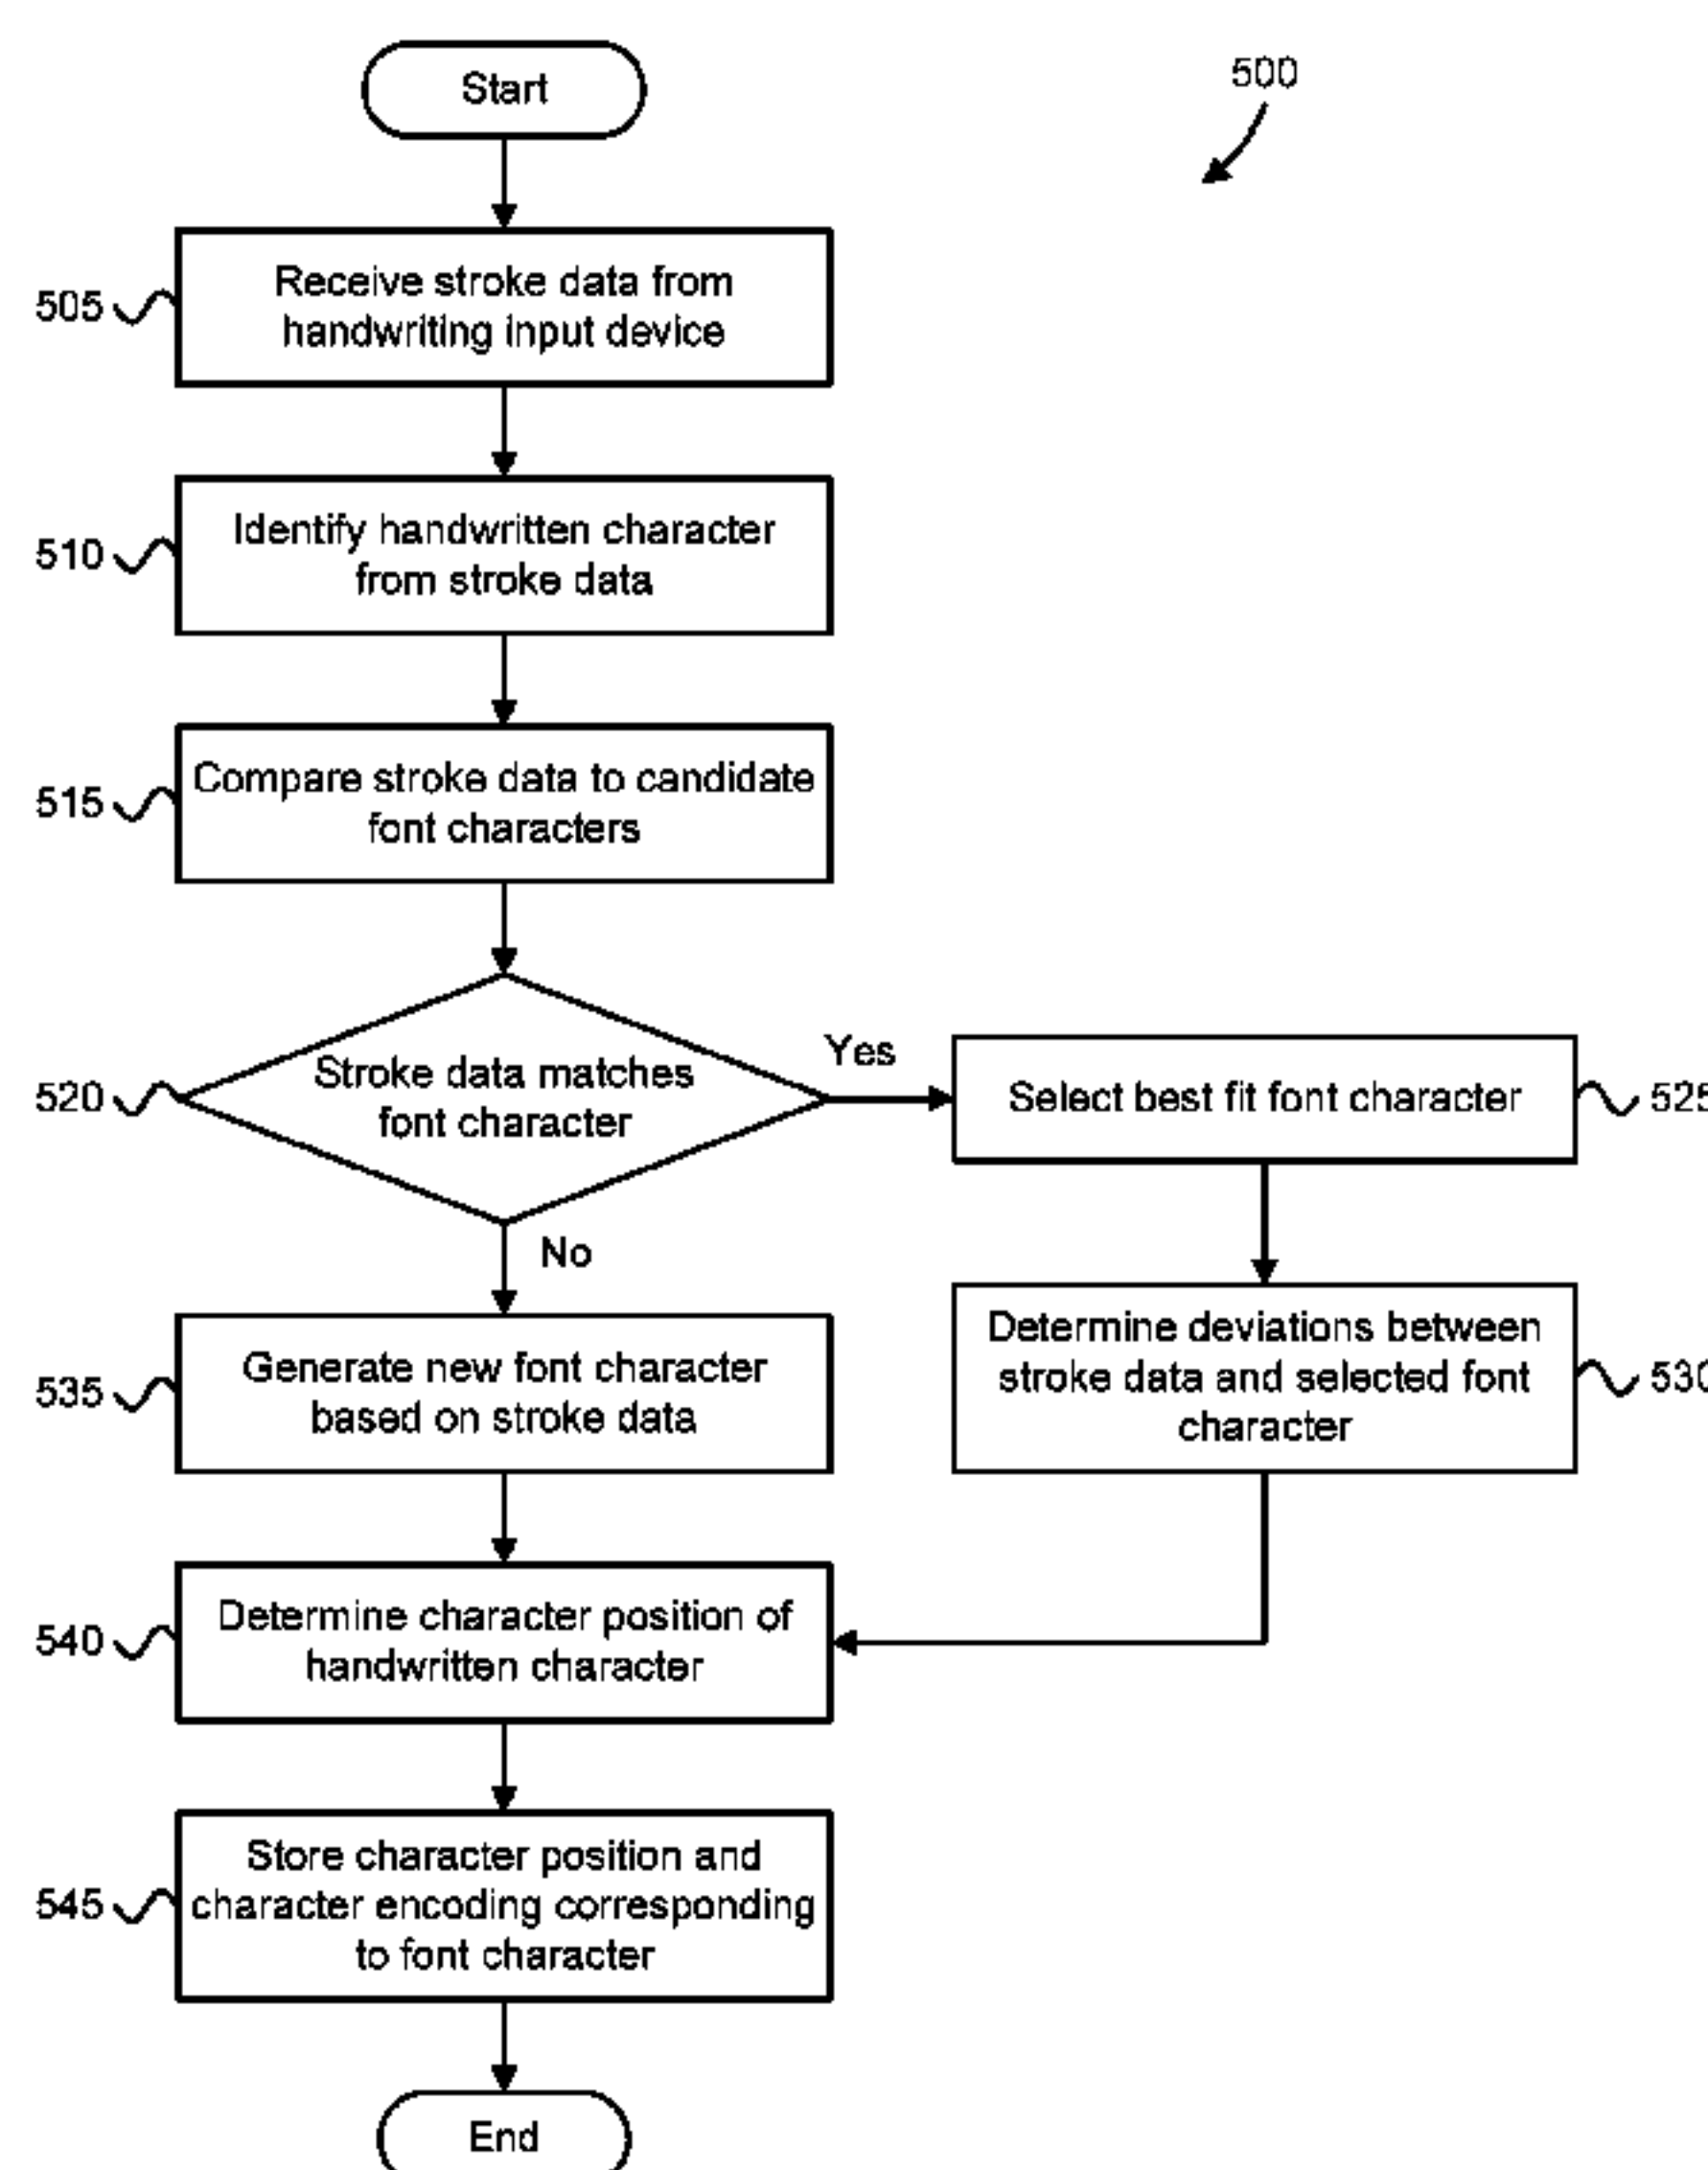 Start
500
505
Receive stroke data from
handwriting input device
510
Identify handwritten character
from stroke data
515
Compare stroke data to candidate
font characters
520
Stroke data matches
font character
Yes
Select best fit font character
525
No
Determine deviations between
stroke data and selected font
character
530
535
Generate new font character
based on stroke data
540
Determine character position of
handwritten character
545
Store character position and
character encoding corresponding
to font character
End